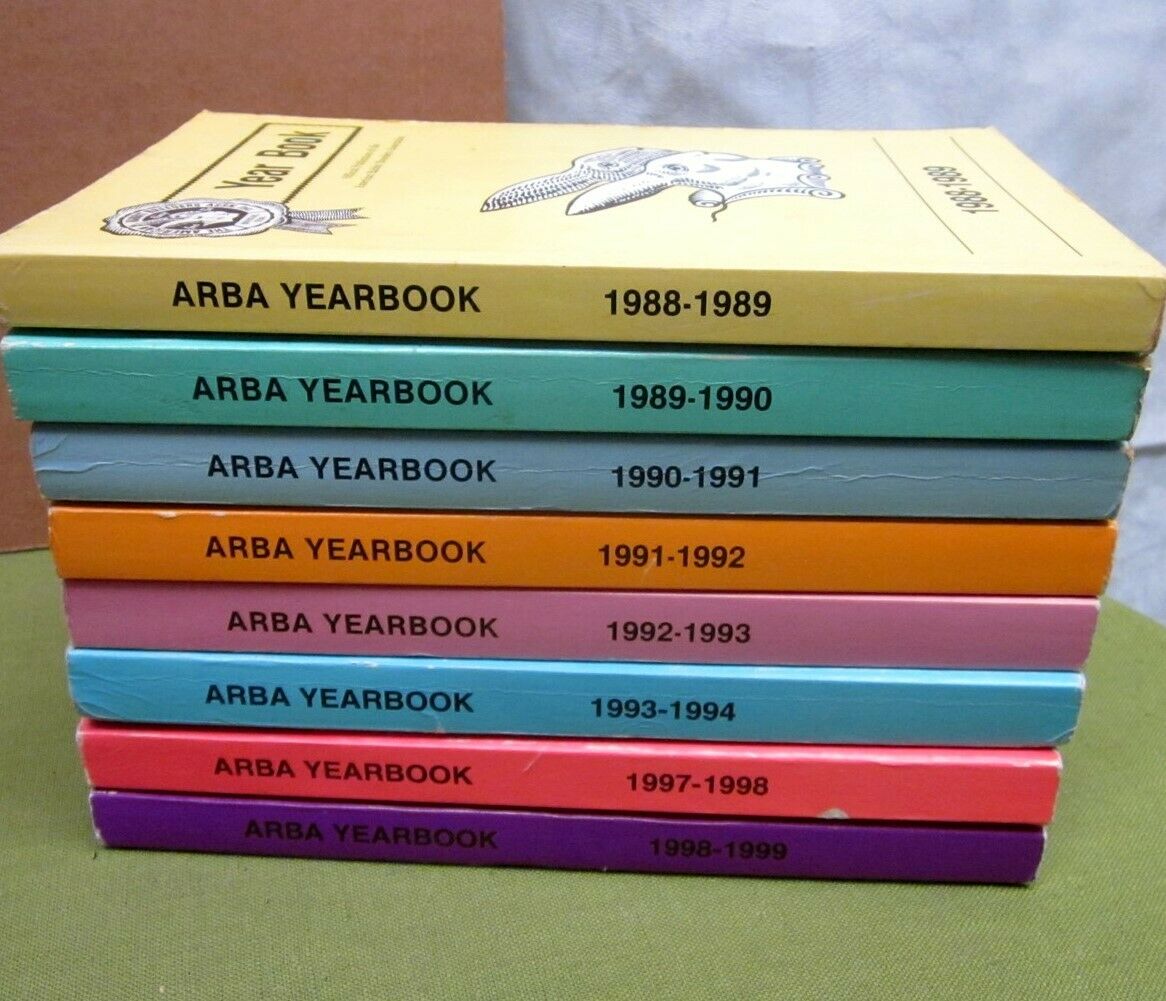 Year Book
1988-1989
ARBA YEARBOOK 1988-1989
ARBA YEARBOOK 1989-1990
ARBA YEARBOOK 1990-1991
ARBA YEARBOOK 1991-1992
ARBA YEARBOOK 1992-1993
ARBA YEARBOOK 1993-1994
ARBA YEARBOOK 1997-1998
ARBA YEARBOOK 1998-1999